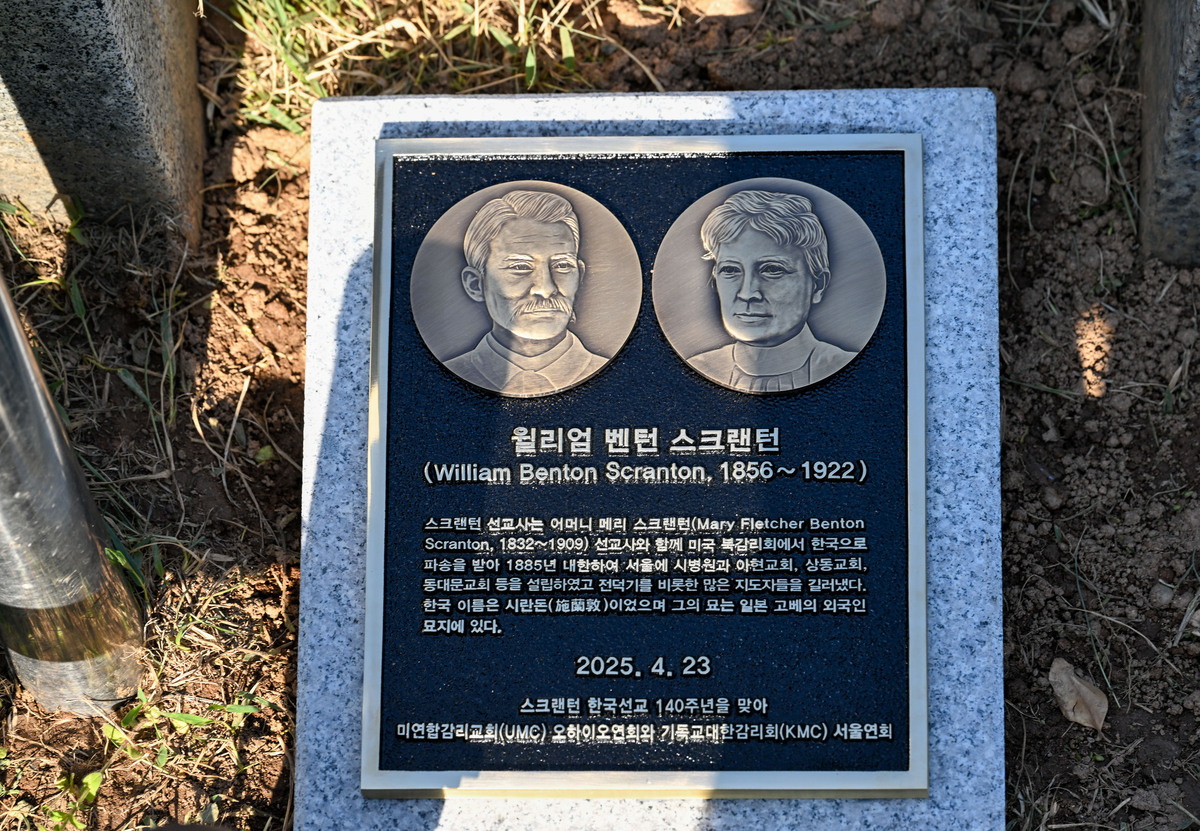 윌리엄 벤턴 스크랜턴
(William Benton Scranton, 1856~1922)
스크랜턴 선교사는 어머니 메리 스크랜턴(Mary Fletcher Benton
Scranton, 1832~1909) 선교사와 함께 미국 북감리회에서 한국으로
파송을 받아 1885년 내한하여 서울에 시병원과 아현교회, 상동교회,
동대문교회 등을 설립하였고 전덕기를 비롯한 많은 지도자들을 길러냈다.
한국 이름은 시란돈(施蘭敦)이었으며 그의 묘는 일본 고베의 외국인
묘지에 있다.
2025. 4. 23
스크랜턴 한국선교 140주년을 맞아
미연합감리교회(UMC) 오하이오연회와 기독교대한감리회(KMC) 서울연회